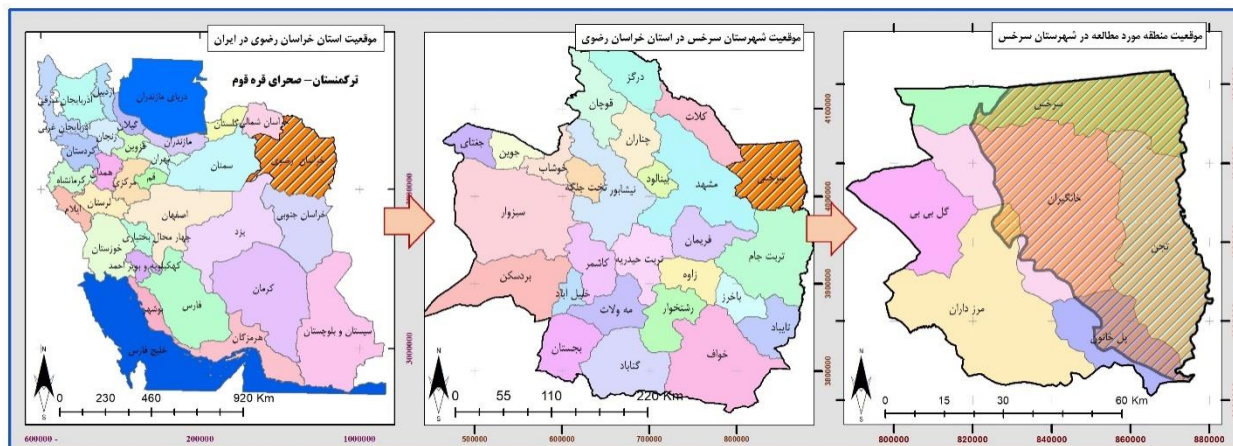 موقعیت استان خراسان رضوی در ایران
ترکمنستان- صحرای قره قوم
دریای مازندران
آذربایجان شرقی
اردبیل
آذربایجان غربی
گیلان
زنجان
کردستان
قزوین
مازندران
گلستان
خراسان شمالی
خراسان رضوی
تهران
سمنان
همدان
مرکزی
قم
کرمانشاه
لرستان
ایلام
اصفهان
یزد
خراسان جنوبی
خوزستان
چهار محال بختیاری
کهکیلویه و بویر احمد
فارس
کرمان
بوشهر
هرمزگان
سیستان و بلوچستان
خلیج فارس
N
S
0 230 460 920 Km
600000 - 200000 1000000
3000000
موقعیت شهرستان سرخس در استان خراسان رضوی
درگز
قوچان
کلات
چناران
جغتای
جوین
خوشاب
تخت جلگه
نیشابور
بینالود
مشهد
سرخس
سبزوار
فریمان
تربت جام
بردسکن
کاشمر
تربت حیدریه
زاوه
خلیل آباد
باخرز
مه ولات
رشتخوار
تایباد
بجستان
گناباد
خواف
N
S
0 55 110 220 Km
500000 600000 700000 800000
4100000
4000000
3900000
3800000
موقعیت منطقه مورد مطالعه در شهرستان سرخس
سرخس
خانگیران
گل بی بی
تجن
مرز داران
پل خاتون
N
S
0 15 30 60 Km
800000 820000 840000 860000 880000